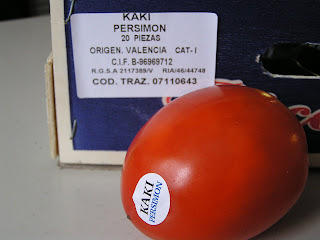 KAKI
PERSIMON
20 PIEZAS
ORIGEN. VALENCIA CAT-I
C.I.F. B-96969712
R.G.S.A 2117389/V RIA/46/44748
COD. TRAZ. 07110643
KAKI
PERSIMON